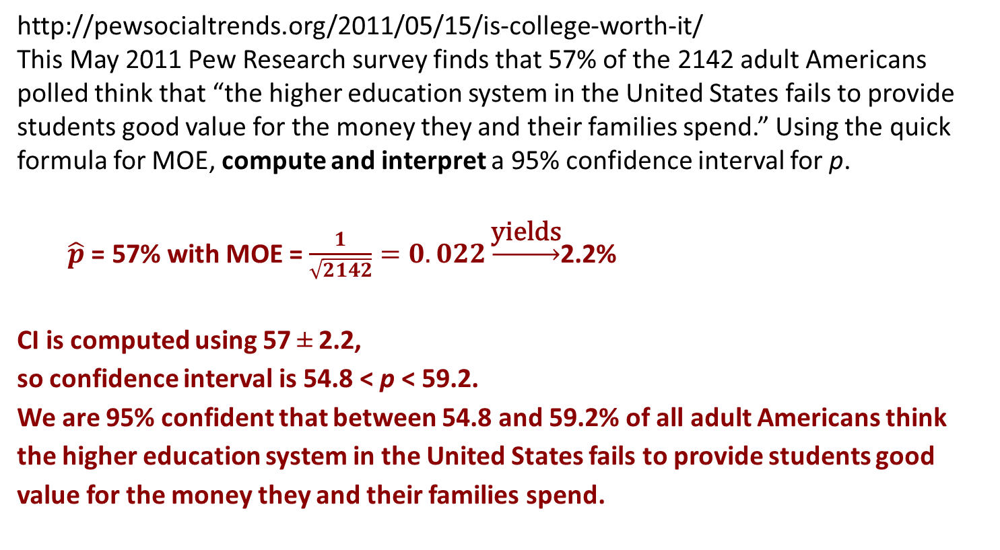 http://pewsocialtrends.org/2011/05/15/is-college-worth-it/
This May 2011 Pew Research survey finds that 57% of the 2142 adult Americans
polled think that “the higher education system in the United States fails to provide
students good value for the money they and their families spend.” Using the quick
formula for MOE, compute and interpret a 95% confidence interval for p.
p̂ = 57% with MOE = 1/√2142 = 0.022 yields→ 2.2%
CI is computed using 57 ± 2.2,
so confidence interval is 54.8 < p < 59.2.
We are 95% confident that between 54.8 and 59.2% of all adult Americans think
the higher education system in the United States fails to provide students good
value for the money they and their families spend.